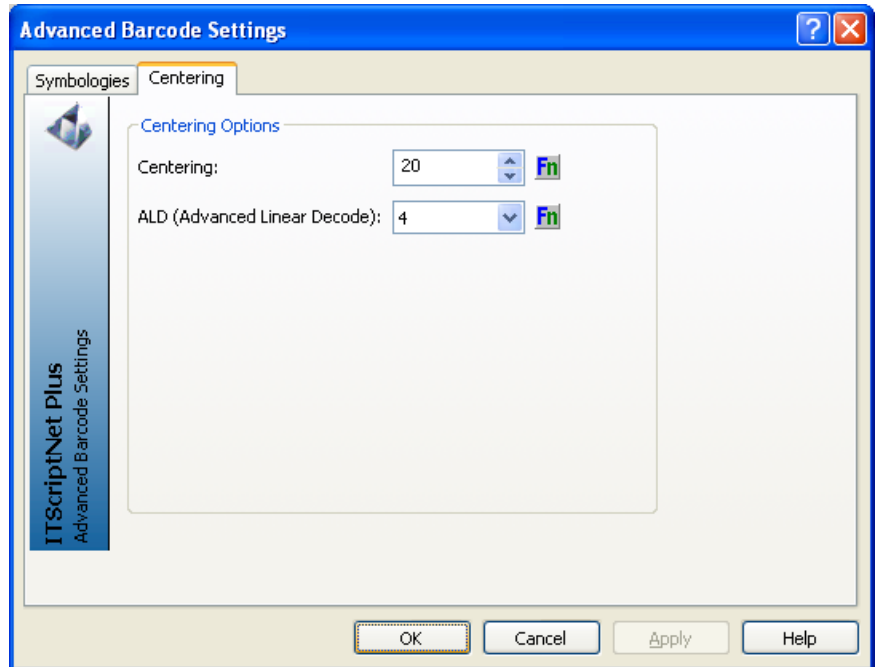 Advanced Barcode Settings
Symbologies Centering
Centering Options
Centering: 20 Fn
ALD (Advanced Linear Decode): 4 Fn
ITScriptNet Plus
Advanced Barcode Settings
OK Cancel Apply Help